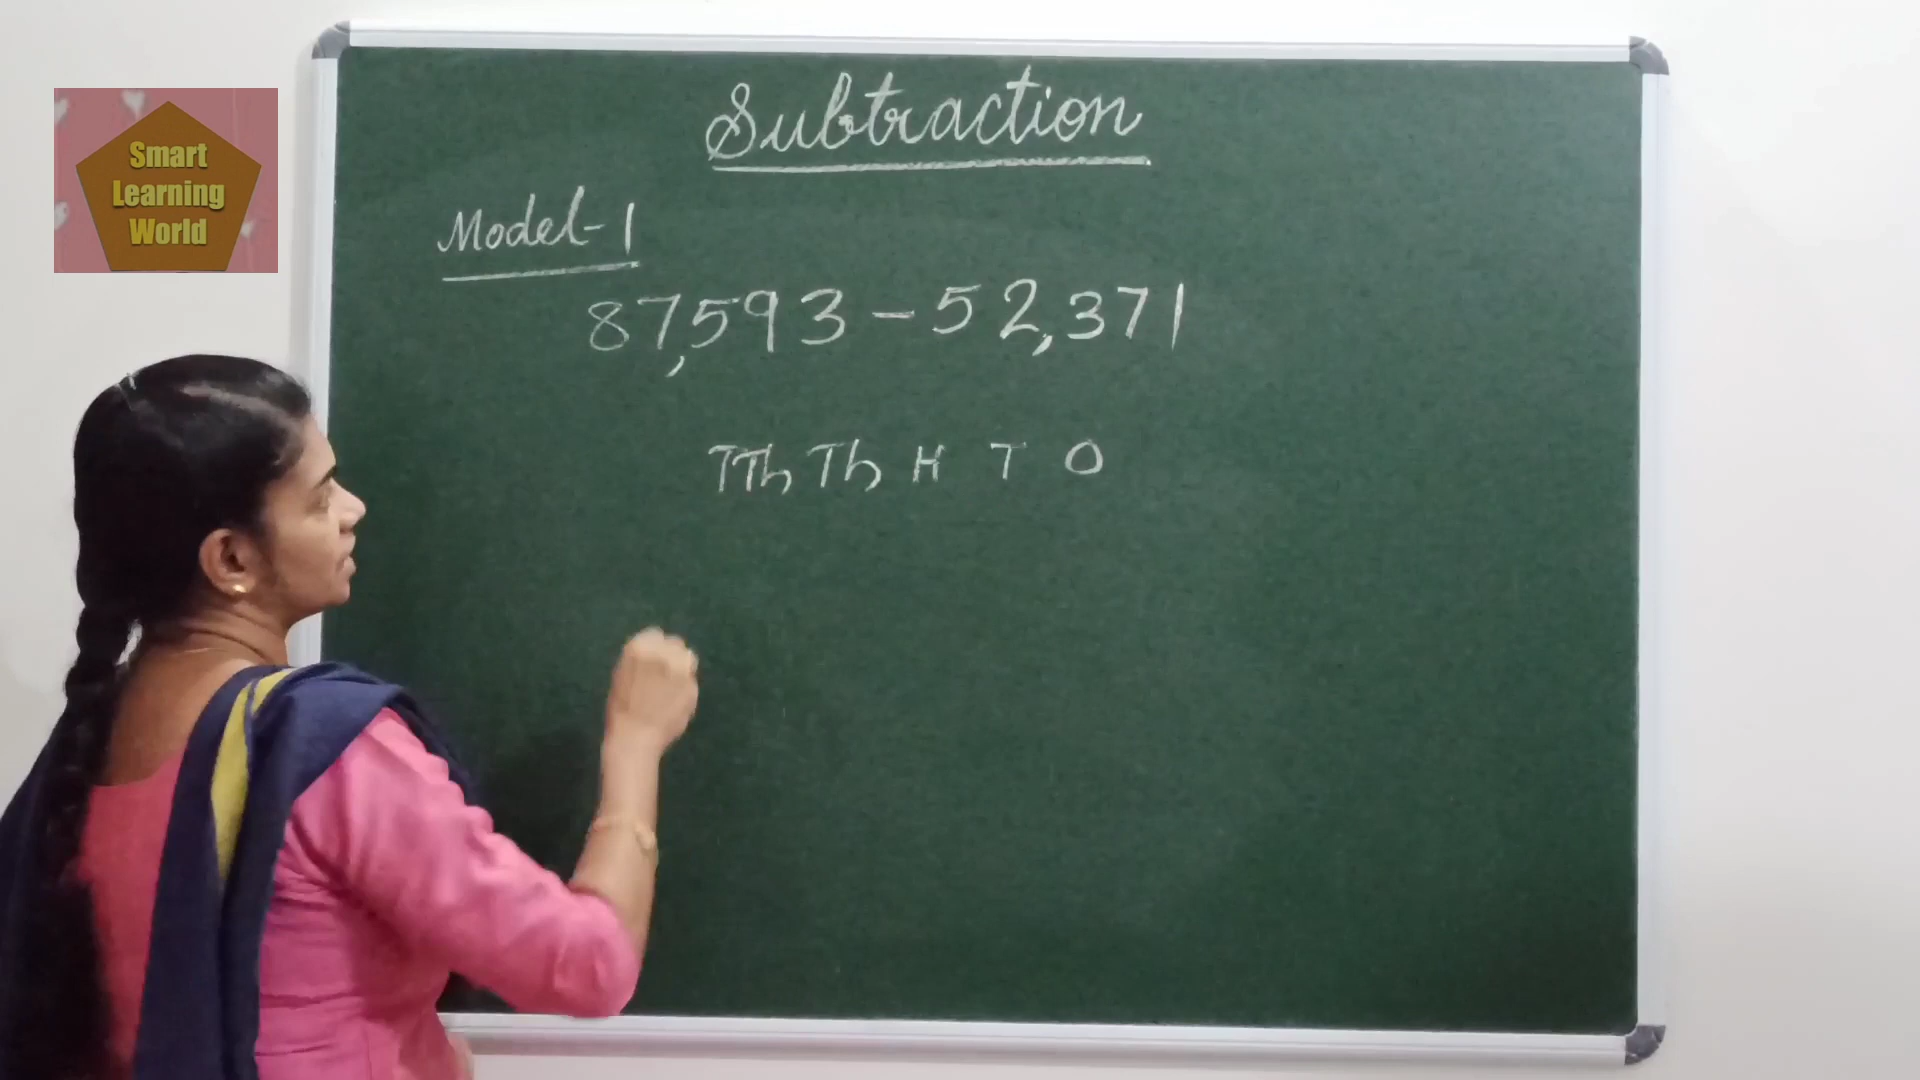 Smart
Learning
World
Subtraction
Model-1
87,593 - 52,371
TTh Th H T O